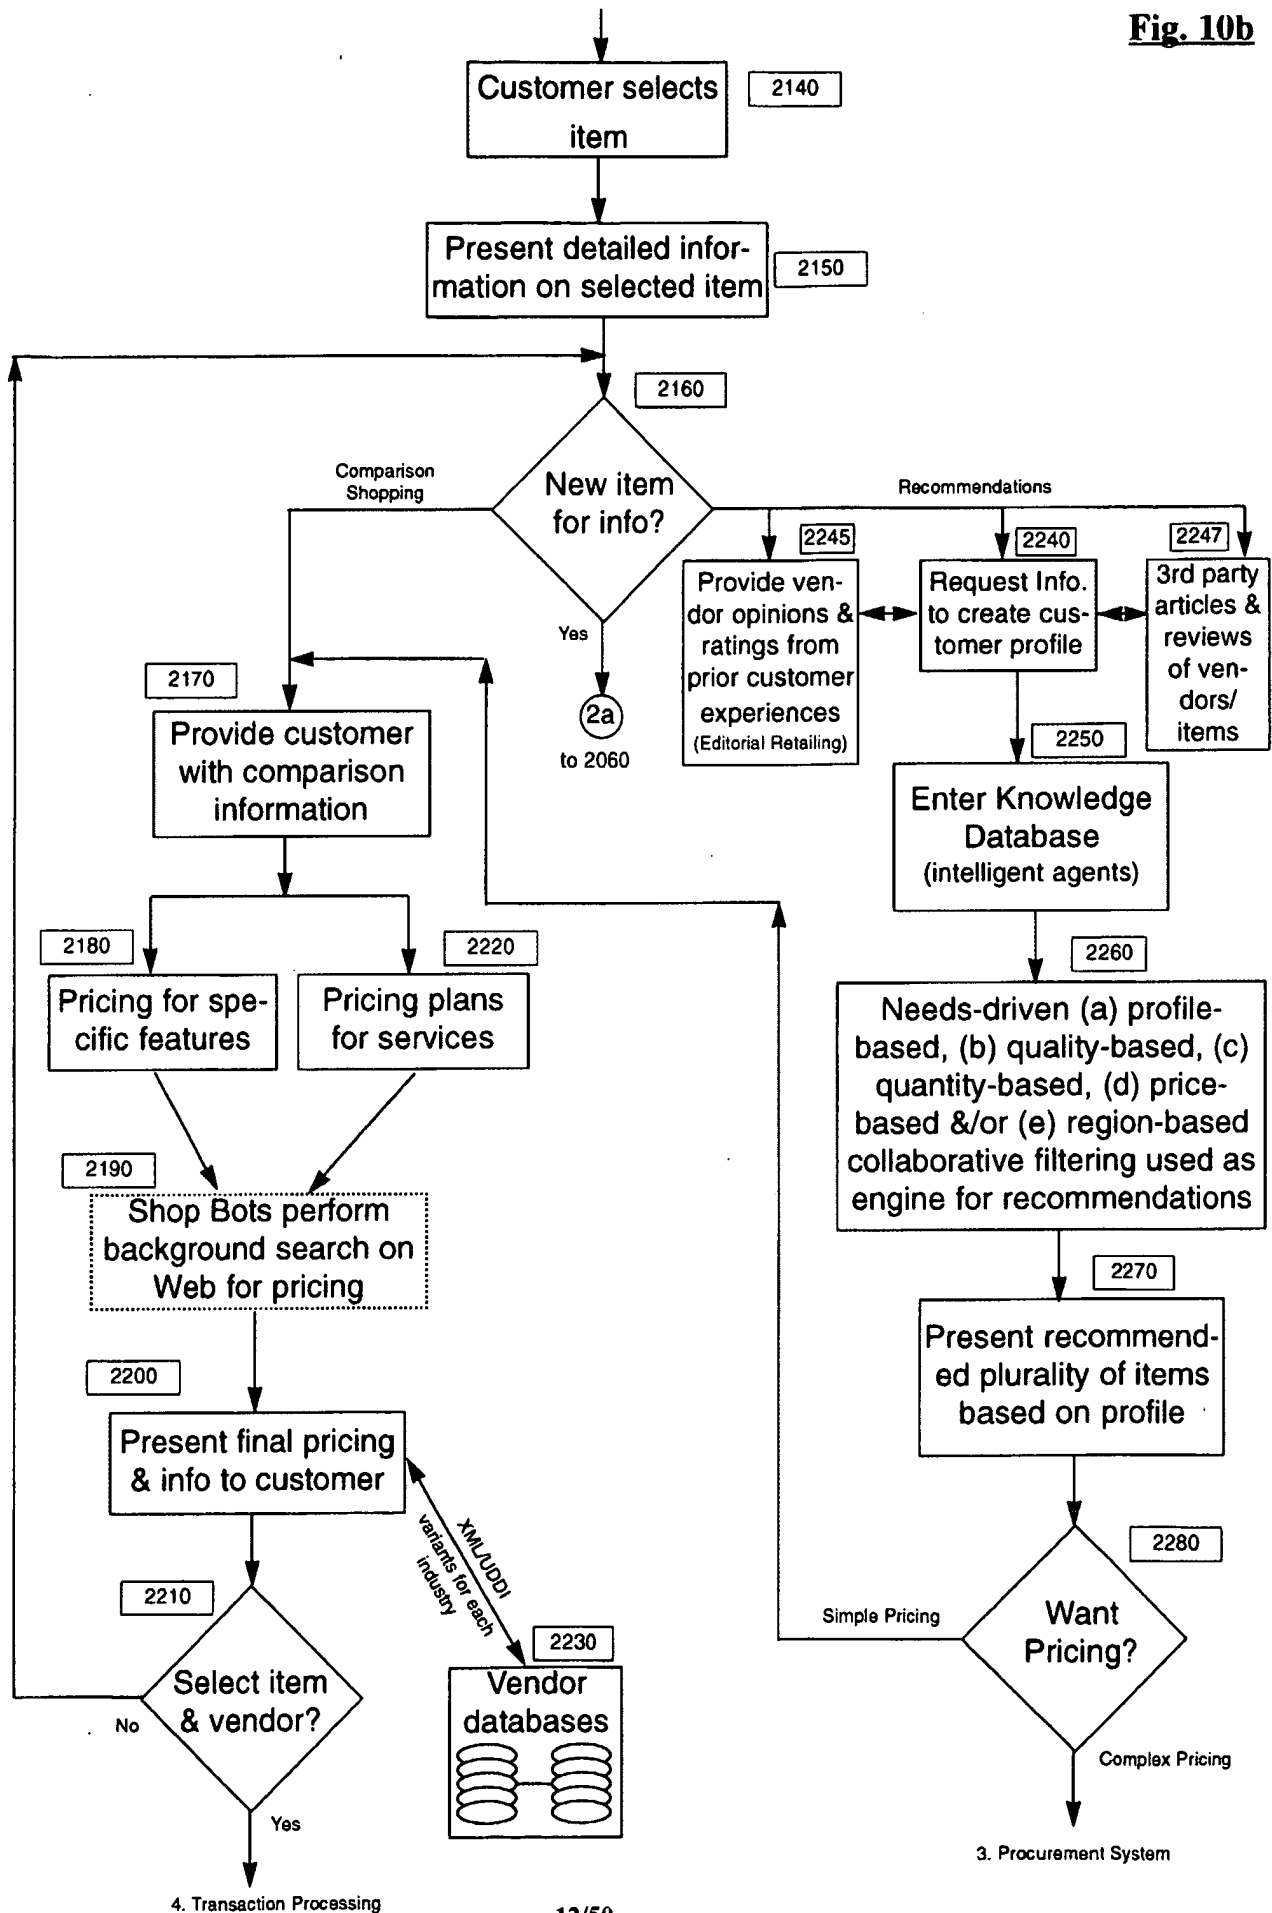 Fig. 10b
Customer selects
item
2140
Present detailed infor-
mation on selected item
2150
2160
New item
for info?
Comparison
Shopping
Recommendations
Yes
2a
to 2060
2245
Provide ven-
dor opinions &
ratings from
prior customer
experiences
(Editorial Retailing)
2240
Request Info.
to create cus-
tomer profile
2247
3rd party
articles &
reviews
of ven-
dors/
items
2170
Provide customer
with comparison
information
2250
Enter Knowledge
Database
(intelligent agents)
2180
Pricing for spe-
cific features
2220
Pricing plans
for services
2260
Needs-driven (a) profile-
based, (b) quality-based, (c)
quantity-based, (d) price-
based &/or (e) region-based
collaborative filtering used as
engine for recommendations
2190
Shop Bots perform
background search on
Web for pricing
2270
Present recommend-
ed plurality of items
based on profile
2200
Present final pricing
& info to customer
XML/UDDI
variants for each
industry
2210
Select item
& vendor?
No
Yes
4. Transaction Processing
2230
Vendor
databases
2280
Want
Pricing?
Simple Pricing
Complex Pricing
3. Procurement System
12/50